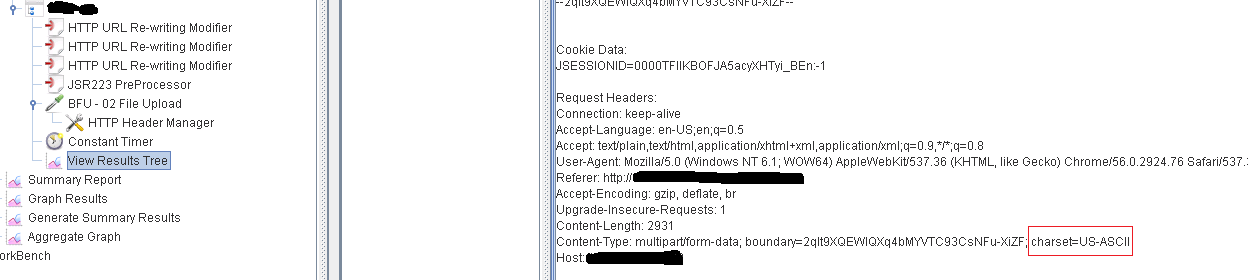 HTTP URL Re-writing Modifier
HTTP URL Re-writing Modifier
HTTP URL Re-writing Modifier
JSR223 PreProcessor
BFU - 02 File Upload
HTTP Header Manager
Constant Timer
View Results Tree
Summary Report
Graph Results
Generate Summary Results
Aggregate Graph
orkBench
Cookie Data:
JSESSIONID=0000TFIIKBOFJA5acyXHTyi_BEn:-1
Request Headers:
Connection: keep-alive
Accept-Language: en-US;en;q=0.5
Accept: text/plain,text/html,application/xhtml+xml,application/xml;q=0.9,*/*;q=0.8
User-Agent: Mozilla/5.0 (Windows NT 6.1; WOW64) AppleWebKit/537.36 (KHTML, like Gecko) Chrome/56.0.2924.76 Safari/537.3
Referer: http://
Accept-Encoding: gzip, deflate, br
Upgrade-Insecure-Requests: 1
Content-Length: 2931
Content-Type: multipart/form-data; boundary=2qIt9XQEWIQXq4bMYVTC93CsNFu-XiZF; charset=US-ASCII
Host: